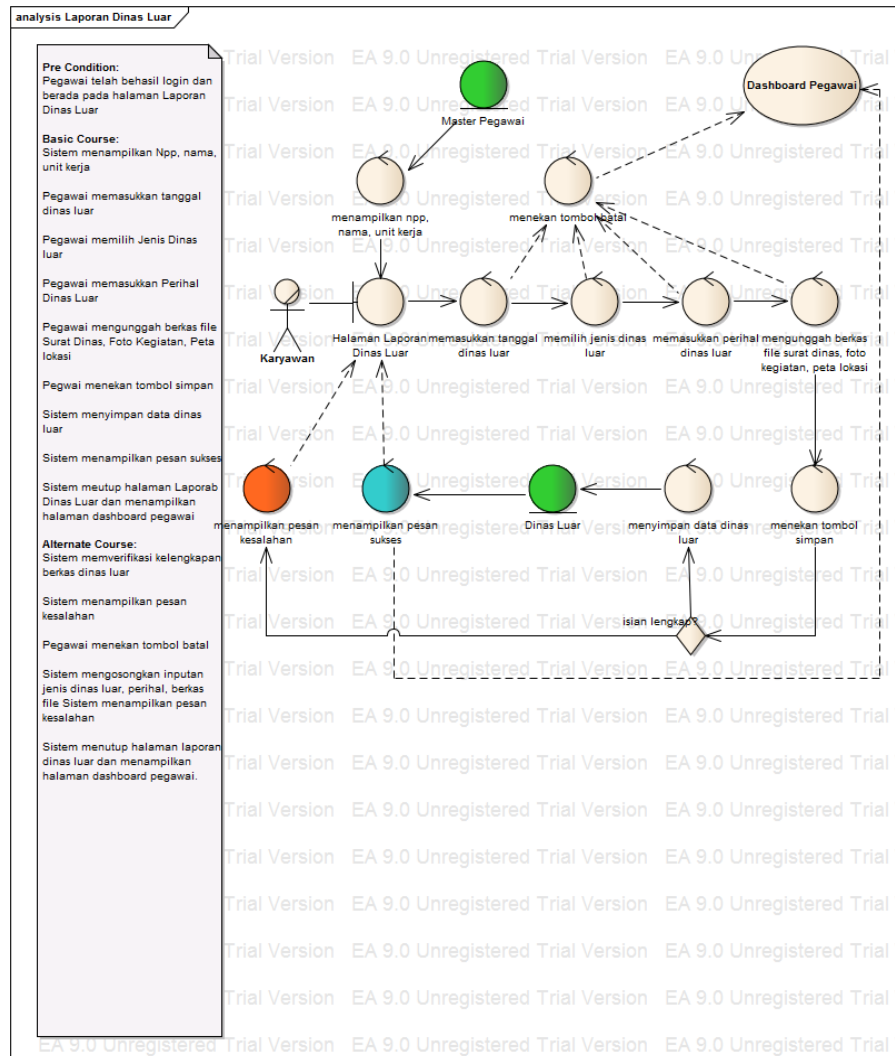 analysis Laporan Dinas Luar
Pre Condition:
Pegawai telah behasil login dan
berada pada halaman Laporan
Dinas Luar
Basic Course:
Sistem menampilkan Npp, nama,
unit kerja
Pegawai memasukkan tanggal
dinas luar
Pegawai memilih Jenis Dinas
luar
Pegawai memasukkan Perihal
Dinas Luar
Pegawai mengunggah berkas file
Surat Dinas, Foto Kegiatan, Peta
lokasi
Pegwai menekan tombol simpan
Sistem menyimpan data dinas
luar
Sistem menampilkan pesan sukses
Sistem meutup halaman Laporab
Dinas Luar dan menampilkan
halaman dashboard pegawai
Alternate Course:
Sistem memverifikasi kelengkapan
berkas dinas luar
Sistem menampilkan pesan
kesalahan
Pegawai menekan tombol batal
Sistem mengosongkan inputan
jenis dinas luar, perihal, berkas
file Sistem menampilkan pesan
kesalahan
Sistem menutup halaman laporan
dinas luar dan menampilkan
halaman dashboard pegawai.
Master Pegawai
Dashboard Pegawai
menampilkan npp,
nama, unit kerja
menekan tombol batal
Karyawan
Halaman Laporan
Dinas Luar
memasukkan tanggal
dinas luar
memilih jenis dinas
luar
memasukkan perihal
dinas luar
mengunggah berkas
file surat dinas, foto
kegiatan, peta lokasi
menampilkan pesan
kesalahan
menampilkan pesan
sukses
Dinas Luar
menyimpan data dinas
luar
menekan tombol
simpan
isian lengkap?
EA 9.0 Unregistered Trial Version